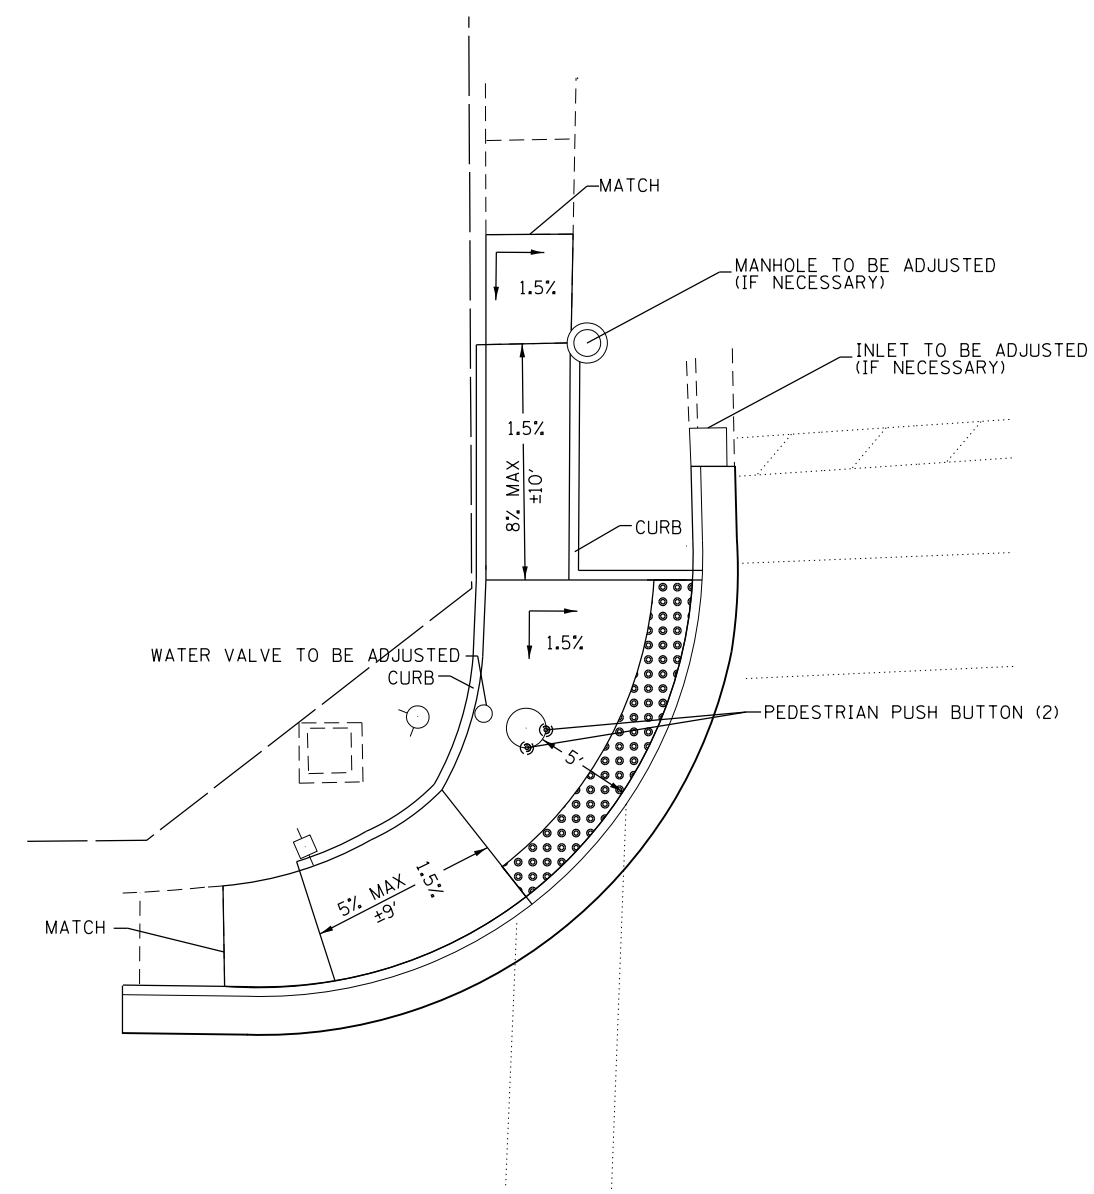 MATCH
MANHOLE TO BE ADJUSTED
(IF NECESSARY)
1.5%
INLET TO BE ADJUSTED
(IF NECESSARY)
1.5%
8% MAX
±10'
CURB
1.5%
WATER VALVE TO BE ADJUSTED
CURB
PEDESTRIAN PUSH BUTTON (2)
5'
1.5%
5% MAX
±9'
MATCH